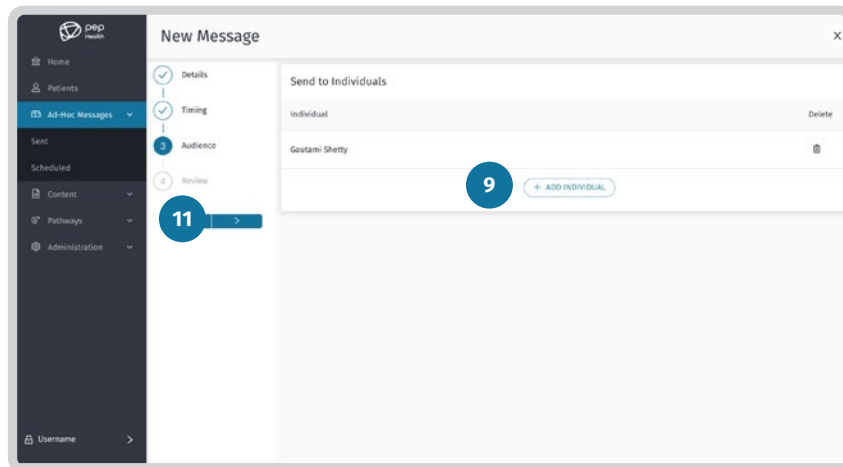 pep
Health
Home
Patients
Ad-Hoc Messages
Sent
Scheduled
Content
Pathways
Administration
Username
New Message
Details
Timing
3 Audience
4 Review
11
Send to Individuals
Individual Delete
Gautami Shetty
9
+ ADD INDIVIDUAL